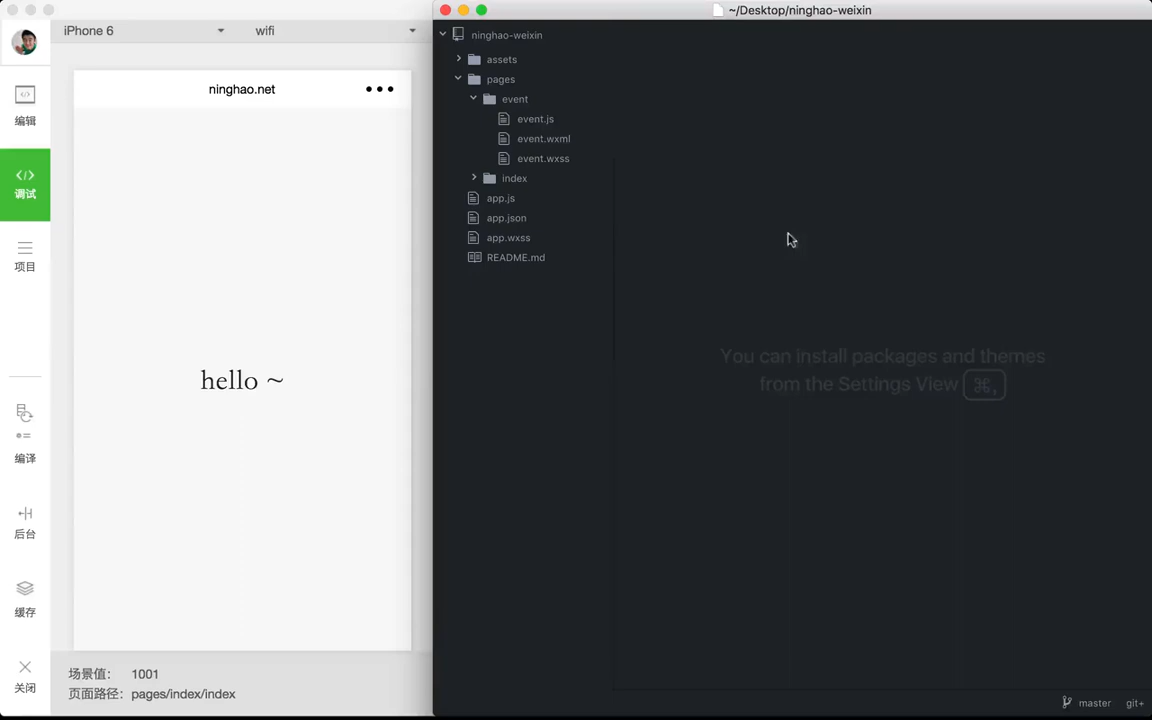 iPhone 6
wifi
编辑
调试
项目
编译
后台
缓存
关闭
ninghao.net
hello ~
场景值： 1001
页面路径： pages/index/index
~/Desktop/ninghao-weixin
ninghao-weixin
assets
pages
event
event.js
event.wxml
event.wxss
index
app.js
app.json
app.wxss
README.md
You can install packages and themes
from the Settings View ⌘,
master
git+